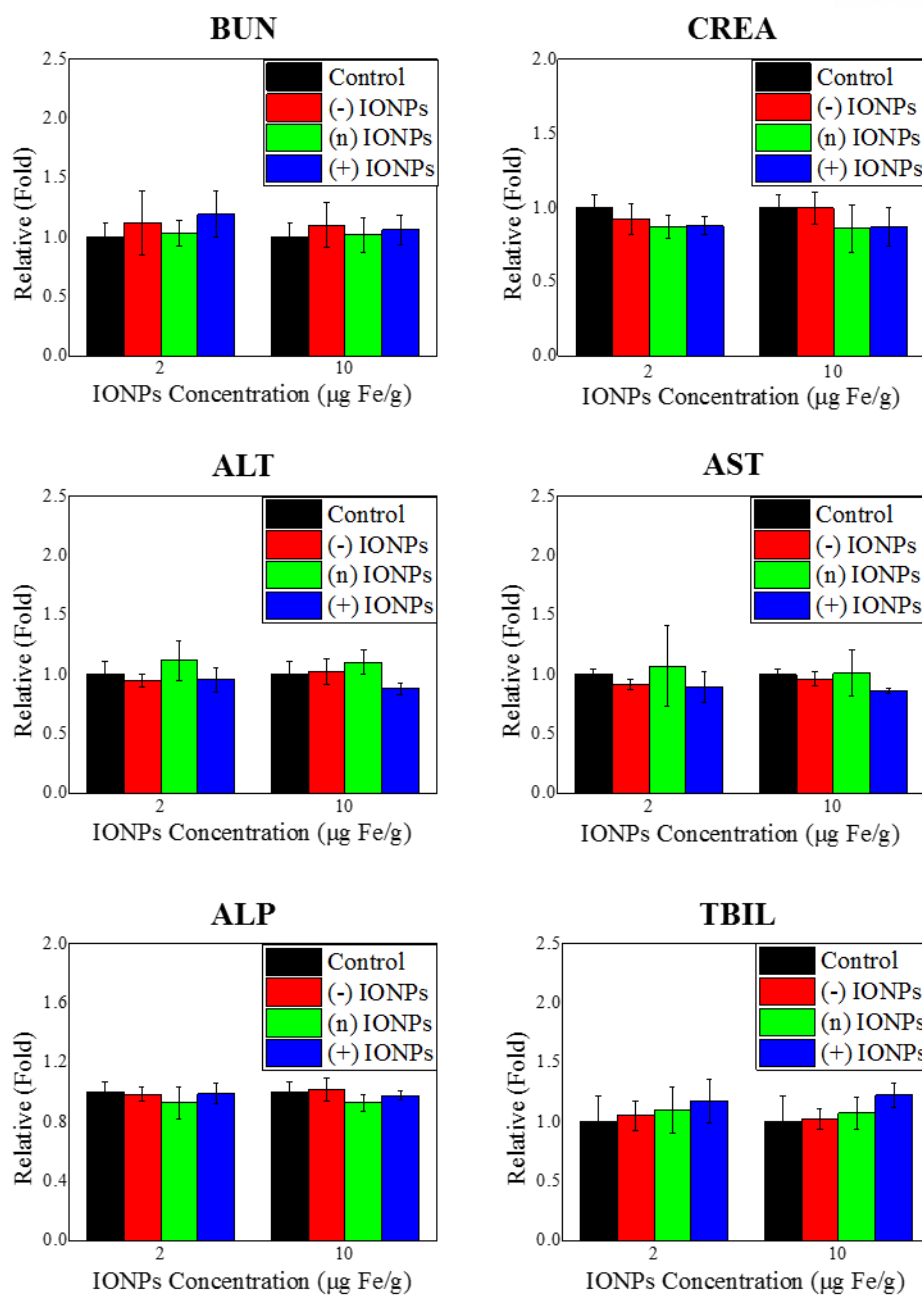 BUN
2.5
2.0
1.5
1.0
0.5
0.0
Relative (Fold)
Control
(-) IONPs
(n) IONPs
(+) IONPs
2
10
IONPs Concentration (µg Fe/g)
CREA
2.0
1.5
1.0
0.5
0.0
Relative (Fold)
Control
(-) IONPs
(n) IONPs
(+) IONPs
2
10
IONPs Concentration (µg Fe/g)
ALT
2.5
2.0
1.5
1.0
0.5
0.0
Relative (Fold)
Control
(-) IONPs
(n) IONPs
(+) IONPs
2
10
IONPs Concentration (µg Fe/g)
AST
2.5
2.0
1.5
1.0
0.5
0.0
Relative (Fold)
Control
(-) IONPs
(n) IONPs
(+) IONPs
2
10
IONPs Concentration (µg Fe/g)
ALP
2.0
1.6
1.2
0.8
0.4
0.0
Relative (Fold)
Control
(-) IONPs
(n) IONPs
(+) IONPs
2
10
IONPs Concentration (µg Fe/g)
TBIL
2.5
2.0
1.5
1.0
0.5
0.0
Relative (Fold)
Control
(-) IONPs
(n) IONPs
(+) IONPs
2
10
IONPs Concentration (µg Fe/g)